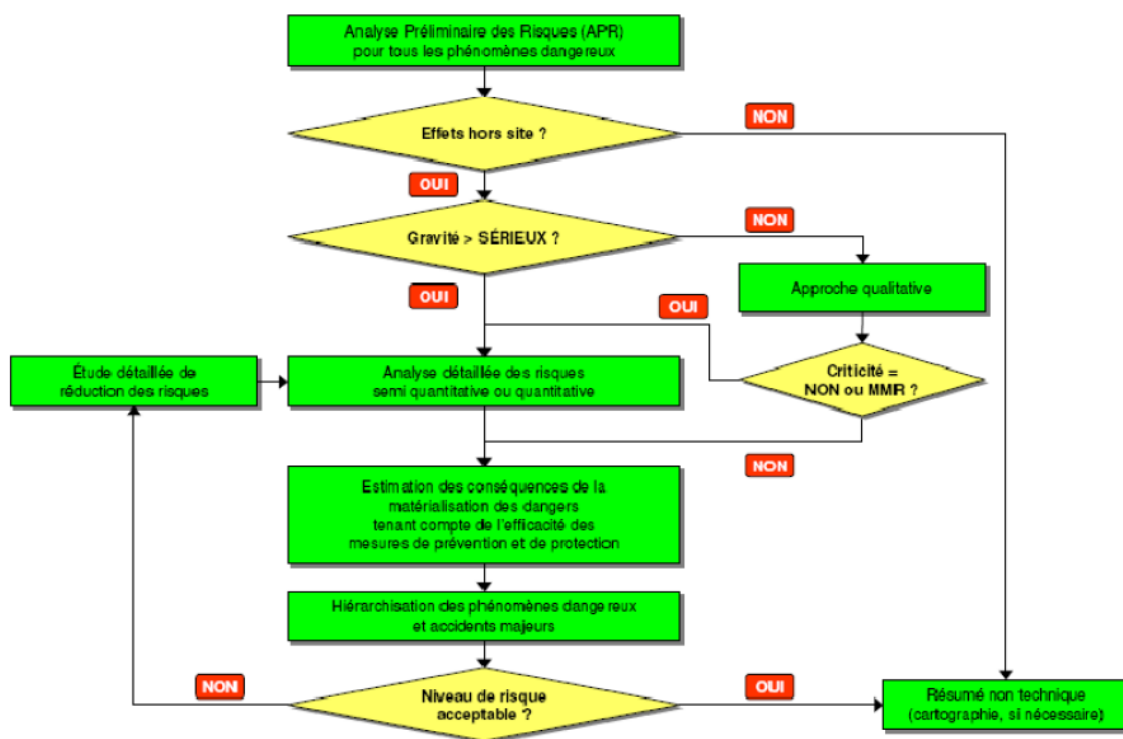 Analyse Préliminaire des Risques (APR)
pour tous les phénomènes dangereux
NON
Effets hors site ?
OUI
NON
Gravité > SÉRIEUX ?
OUI
Approche qualitative
OUI
Étude détaillée de
réduction des risques
Analyse détaillée des risques
semi quantitative ou quantitative
Criticité =
NON ou MMR ?
NON
Estimation des conséquences de la
matérialisation des dangers
tenant compte de l'efficacité des
mesures de prévention et de protection
Hiérarchisation des phénomènes dangereux
et accidents majeurs
NON
Niveau de risque
acceptable ?
OUI
Résumé non technique
(cartographie, si nécessaire)